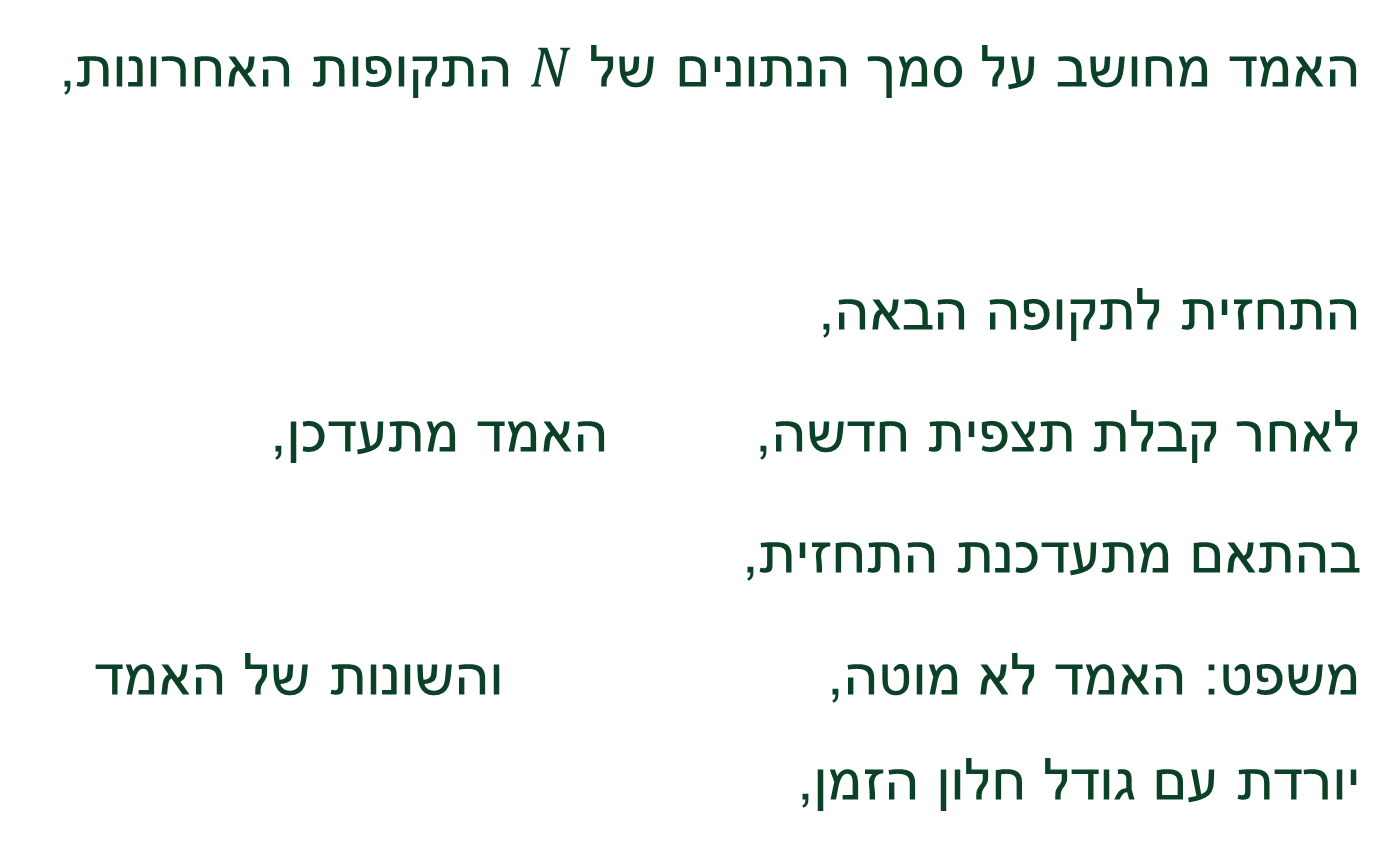 האמד מחושב על סמך הנתונים של N התקופות האחרונות,
התחזית לתקופה הבאה,
לאחר קבלת תצפית חדשה, האמד מתעדכן,
בהתאם מתעדכנת התחזית,
משפט: האמד לא מוטה, והשונות של האמד
יורדת עם גודל חלון הזמן,